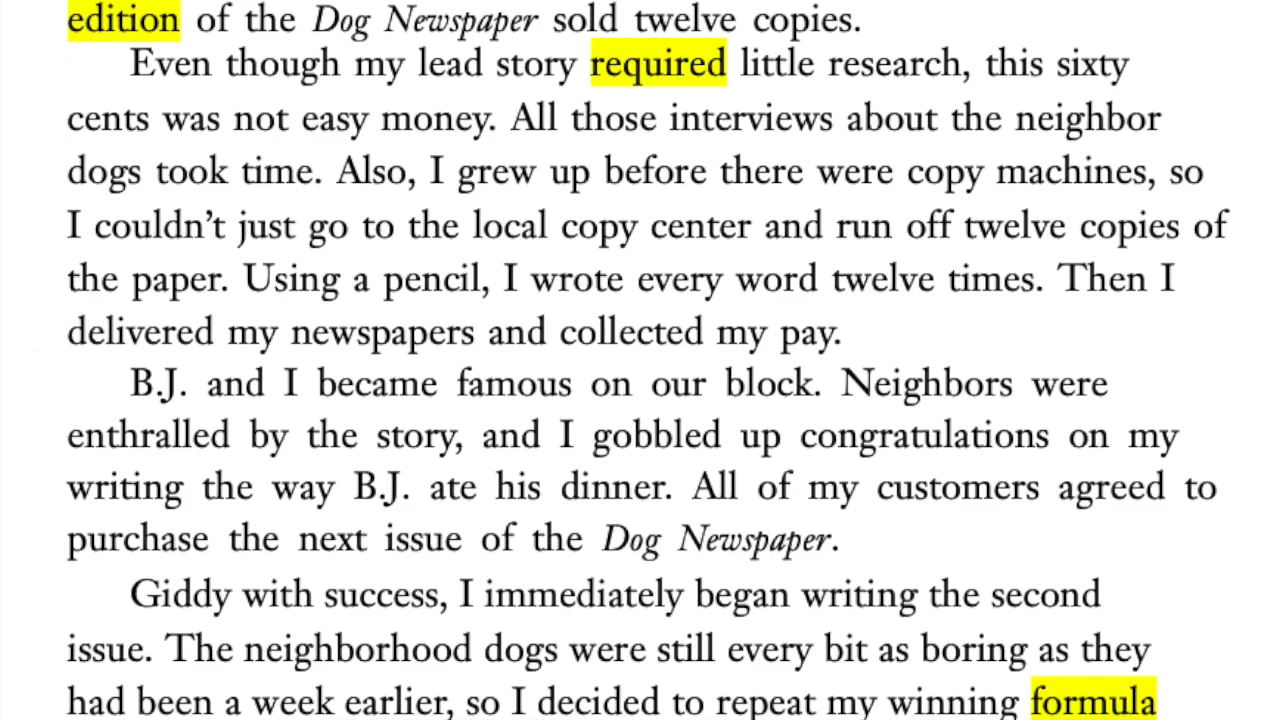 edition of the Dog Newspaper sold twelve copies.
Even though my lead story required little research, this sixty
cents was not easy money. All those interviews about the neighbor
dogs took time. Also, I grew up before there were copy machines, so
I couldn’t just go to the local copy center and run off twelve copies of
the paper. Using a pencil, I wrote every word twelve times. Then I
delivered my newspapers and collected my pay.
B.J. and I became famous on our block. Neighbors were
enthralled by the story, and I gobbled up congratulations on my
writing the way B.J. ate his dinner. All of my customers agreed to
purchase the next issue of the Dog Newspaper.
Giddy with success, I immediately began writing the second
issue. The neighborhood dogs were still every bit as boring as they
had been a week earlier, so I decided to repeat my winning formula